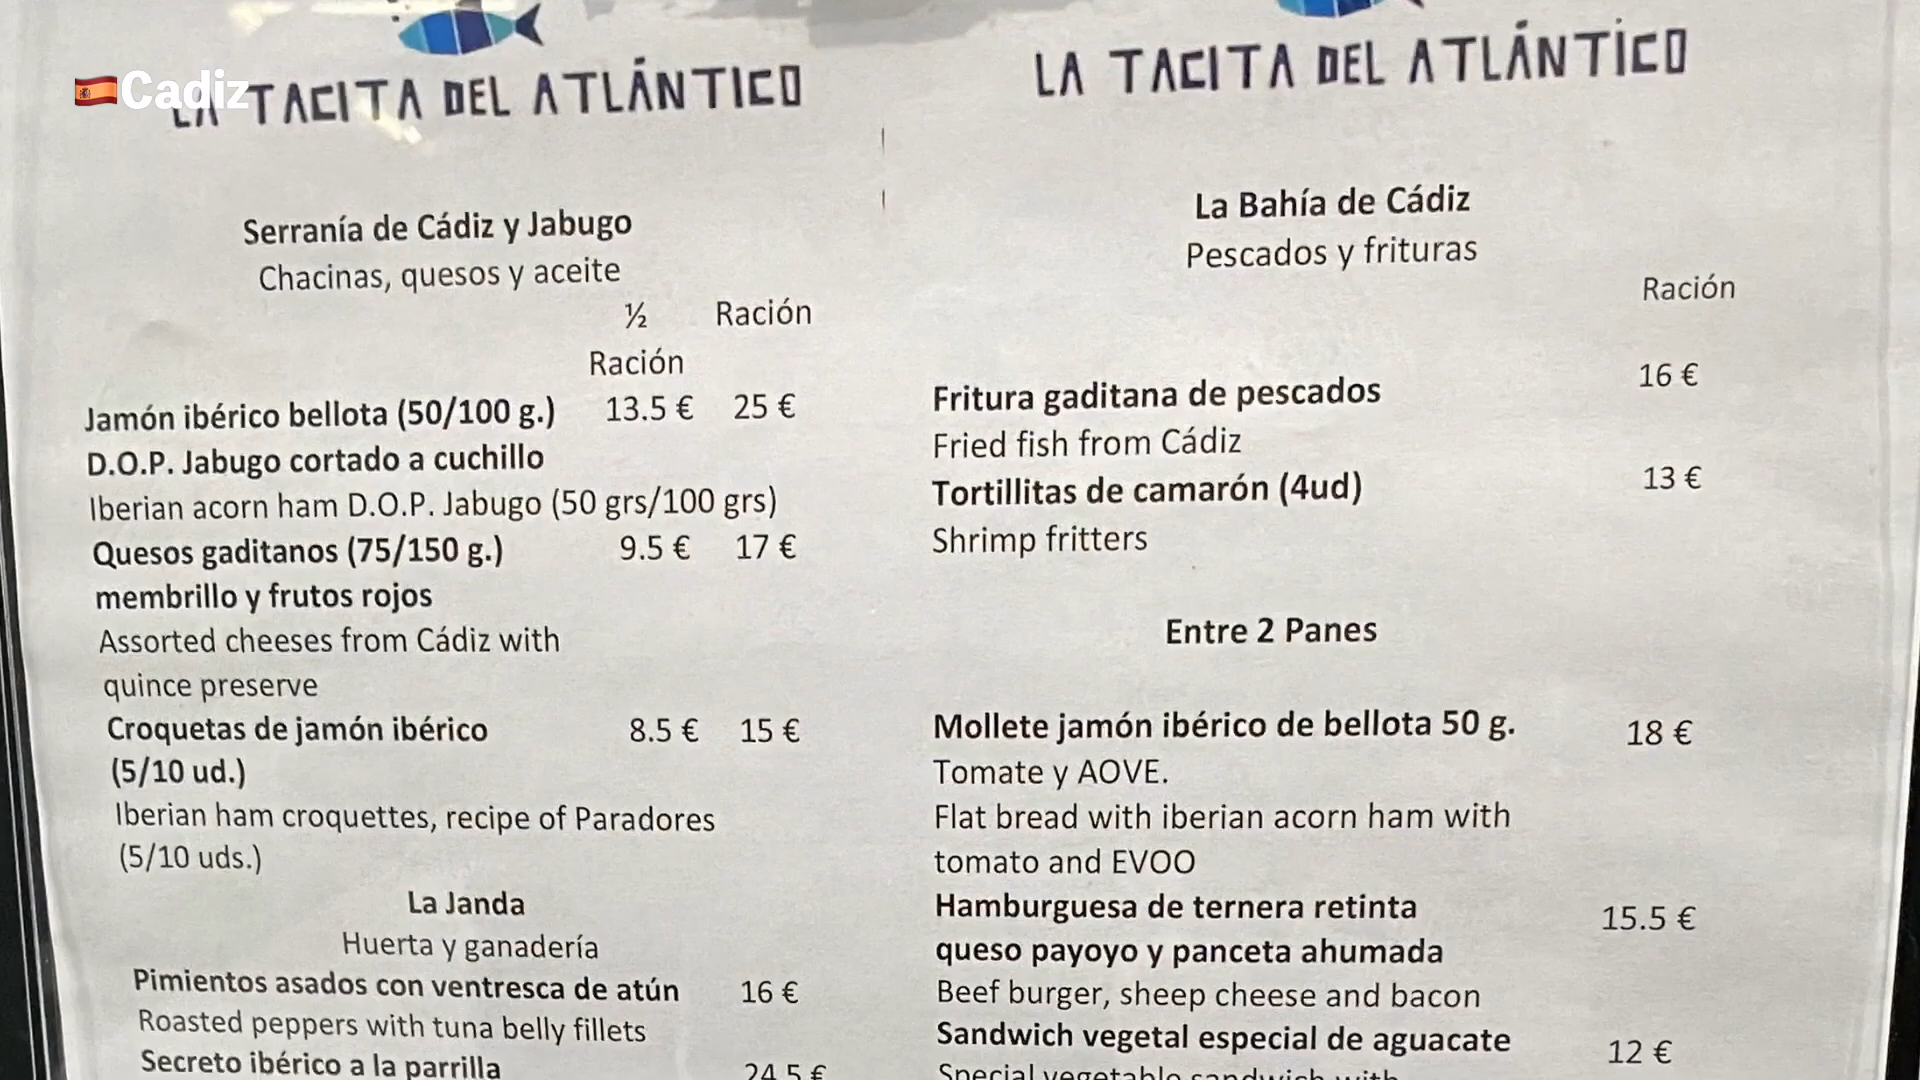 Cadiz
LA TACITA DEL ATLÁNTICO
Serranía de Cádiz y Jabugo
Chacinas, quesos y aceite
½ Ración
Ración
Jamón ibérico bellota (50/100 g.) 13.5 € 25 €
D.O.P. Jabugo cortado a cuchillo
Iberian acorn ham D.O.P. Jabugo (50 grs/100 grs)
Quesos gaditanos (75/150 g.) 9.5 € 17 €
membrillo y frutos rojos
Assorted cheeses from Cádiz with
quince preserve
Croquetas de jamón ibérico 8.5 € 15 €
(5/10 ud.)
Iberian ham croquettes, recipe of Paradores
(5/10 uds.)
La Janda
Huerta y ganadería
Pimientos asados con ventresca de atún 16 €
Roasted peppers with tuna belly fillets
Secreto ibérico a la parrilla 24.5 €
LA TACITA DEL ATLÁNTICO
La Bahía de Cádiz
Pescados y frituras
Ración
Fritura gaditana de pescados 16 €
Fried fish from Cádiz
Tortillitas de camarón (4ud) 13 €
Shrimp fritters
Entre 2 Panes
Mollete jamón ibérico de bellota 50 g. 18 €
Tomate y AOVE.
Flat bread with iberian acorn ham with
tomato and EVOO
Hamburguesa de ternera retinta 15.5 €
queso payoyo y panceta ahumada
Beef burger, sheep cheese and bacon
Sandwich vegetal especial de aguacate 12 €
Special vegetable sandwich with